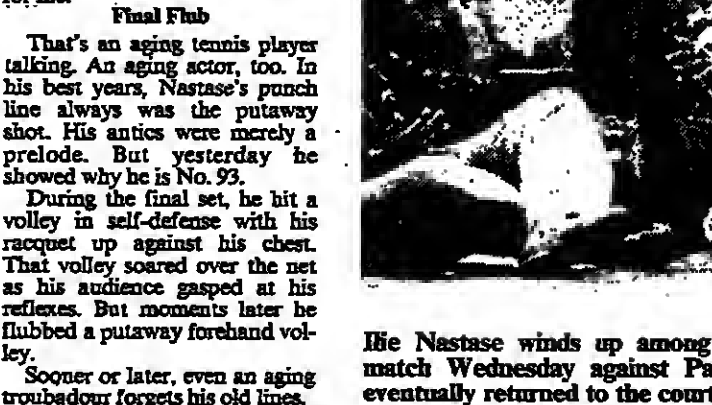 Final Flub
That's an aging tennis player
talking. An aging actor, too. In
his best years, Nastase's punch
line always was the putaway
shot. His antics were merely a
prelude. But yesterday he
showed why he is No. 93.
During the final set, he hit a
volley in self-defense with his
racquet up against his chest.
That volley soared over the net
as his audience gasped at his
reflexes. But moments later he
flubbed a putaway forehand vol-
ley.
Sooner or later, even an aging
troubadour forgets his old lines.
Ilie Nastase winds up among
match Wednesday against Pa
eventually returned to the court